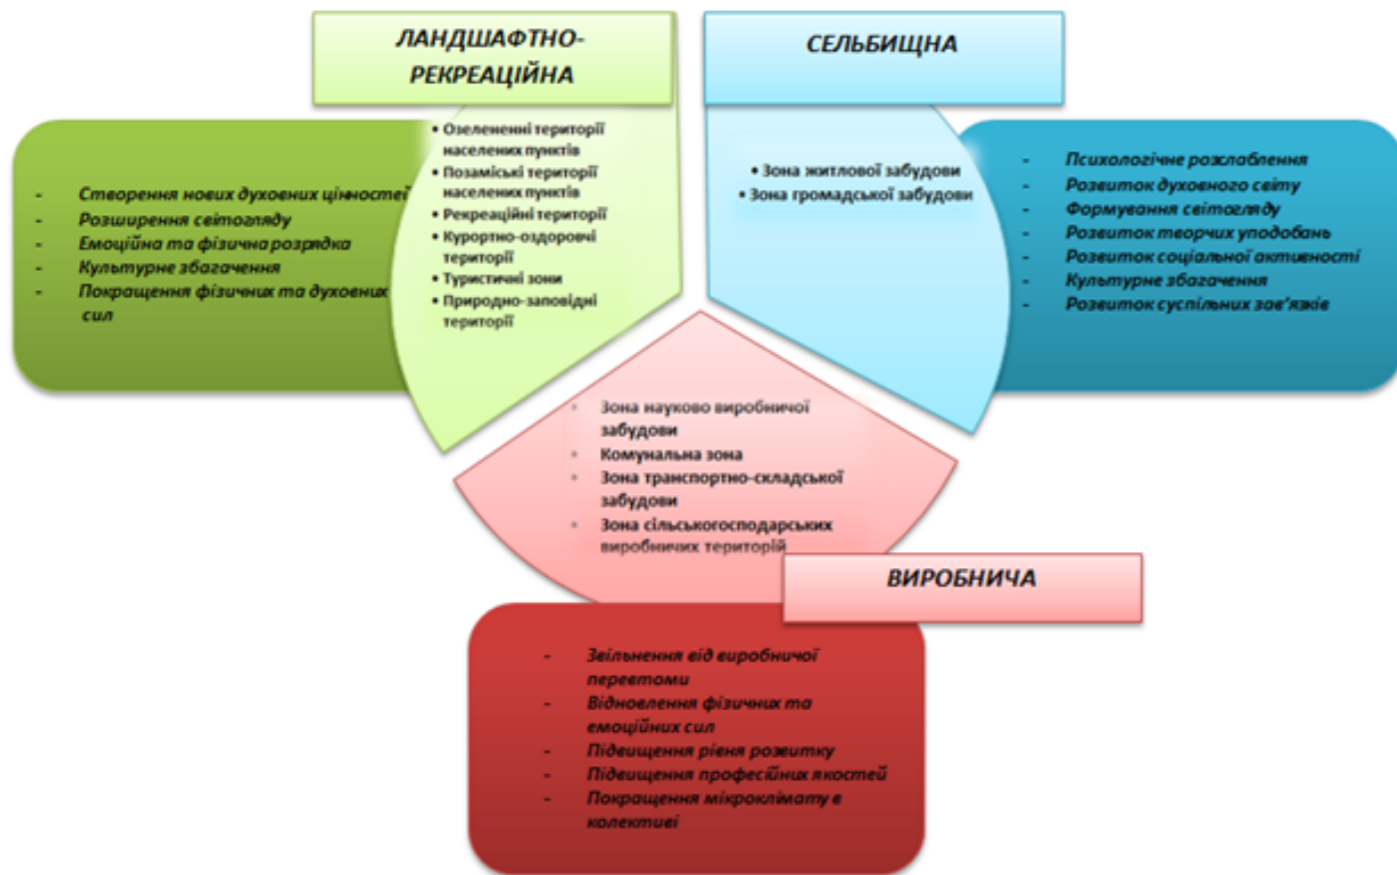 ЛАНДШАФТНО-
РЕКРЕАЦІЙНА
• Озелененні території
населених пунктів
• Позаміські території
населених пунктів
• Рекреаційні території
• Курортно-оздоровчі
території
• Туристичні зони
• Природно-заповідні
території
- Створення нових духовних цінностей
- Розширення світогляду
- Емоційна та фізична розрядка
- Культурне збагачення
- Покращення фізичних та духовних
сил
СЕЛЬБИЩНА
• Зона житлової забудови
• Зона громадської забудови
- Психологічне розслаблення
- Розвиток духовного світу
- Формування світогляду
- Розвиток творчих уподобань
- Розвиток соціальної активності
- Культурне збагачення
- Розвиток суспільних зав'язків
• Зона науково виробничої
забудови
• Комунальна зона
• Зона транспортно-складської
забудови
• Зона сільськогосподарських
виробничих територій
ВИРОБНИЧА
- Звільнення від виробничої
перевтоми
- Відновлення фізичних та
емоційних сил
- Підвищення рівня розвитку
- Підвищення професійних якостей
- Покращення мікроклімату в
колективі